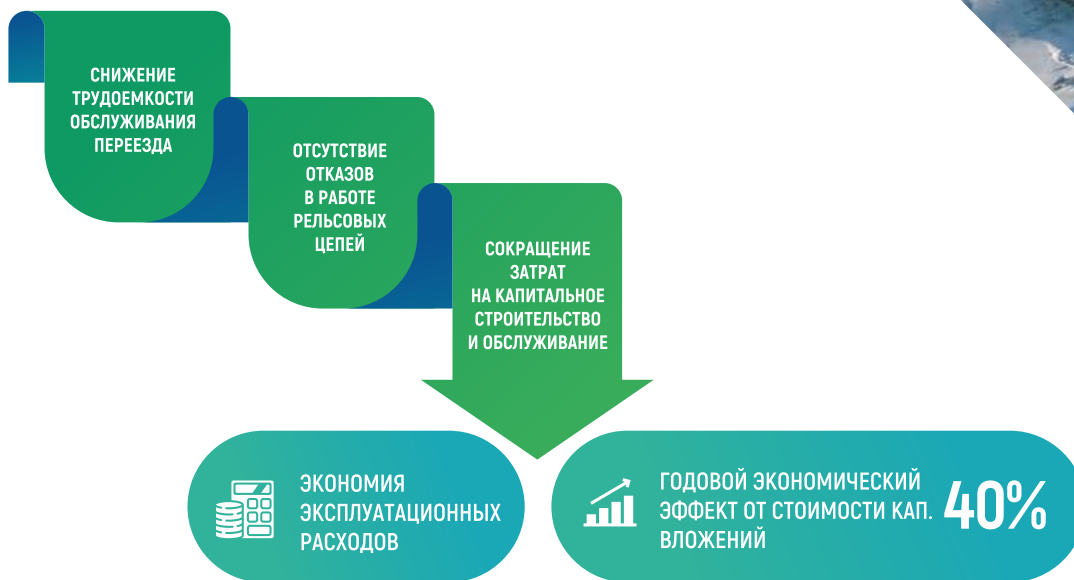 СНИЖЕНИЕ
ТРУДОЕМКОСТИ
ОБСЛУЖИВАНИЯ
ПЕРЕЕЗДА
ОТСУТСТВИЕ
ОТКАЗОВ
В РАБОТЕ
РЕЛЬСОВЫХ
ЦЕПЕЙ
СОКРАЩЕНИЕ
ЗАТРАТ
НА КАПИТАЛЬНОЕ
СТРОИТЕЛЬСТВО
И ОБСЛУЖИВАНИЕ
ЭКОНОМИЯ
ЭКСПЛУАТАЦИОННЫХ
РАСХОДОВ
ГОДОВОЙ ЭКОНОМИЧЕСКИЙ
ЭФФЕКТ ОТ СТОИМОСТИ КАП.
ВЛОЖЕНИЙ
40%